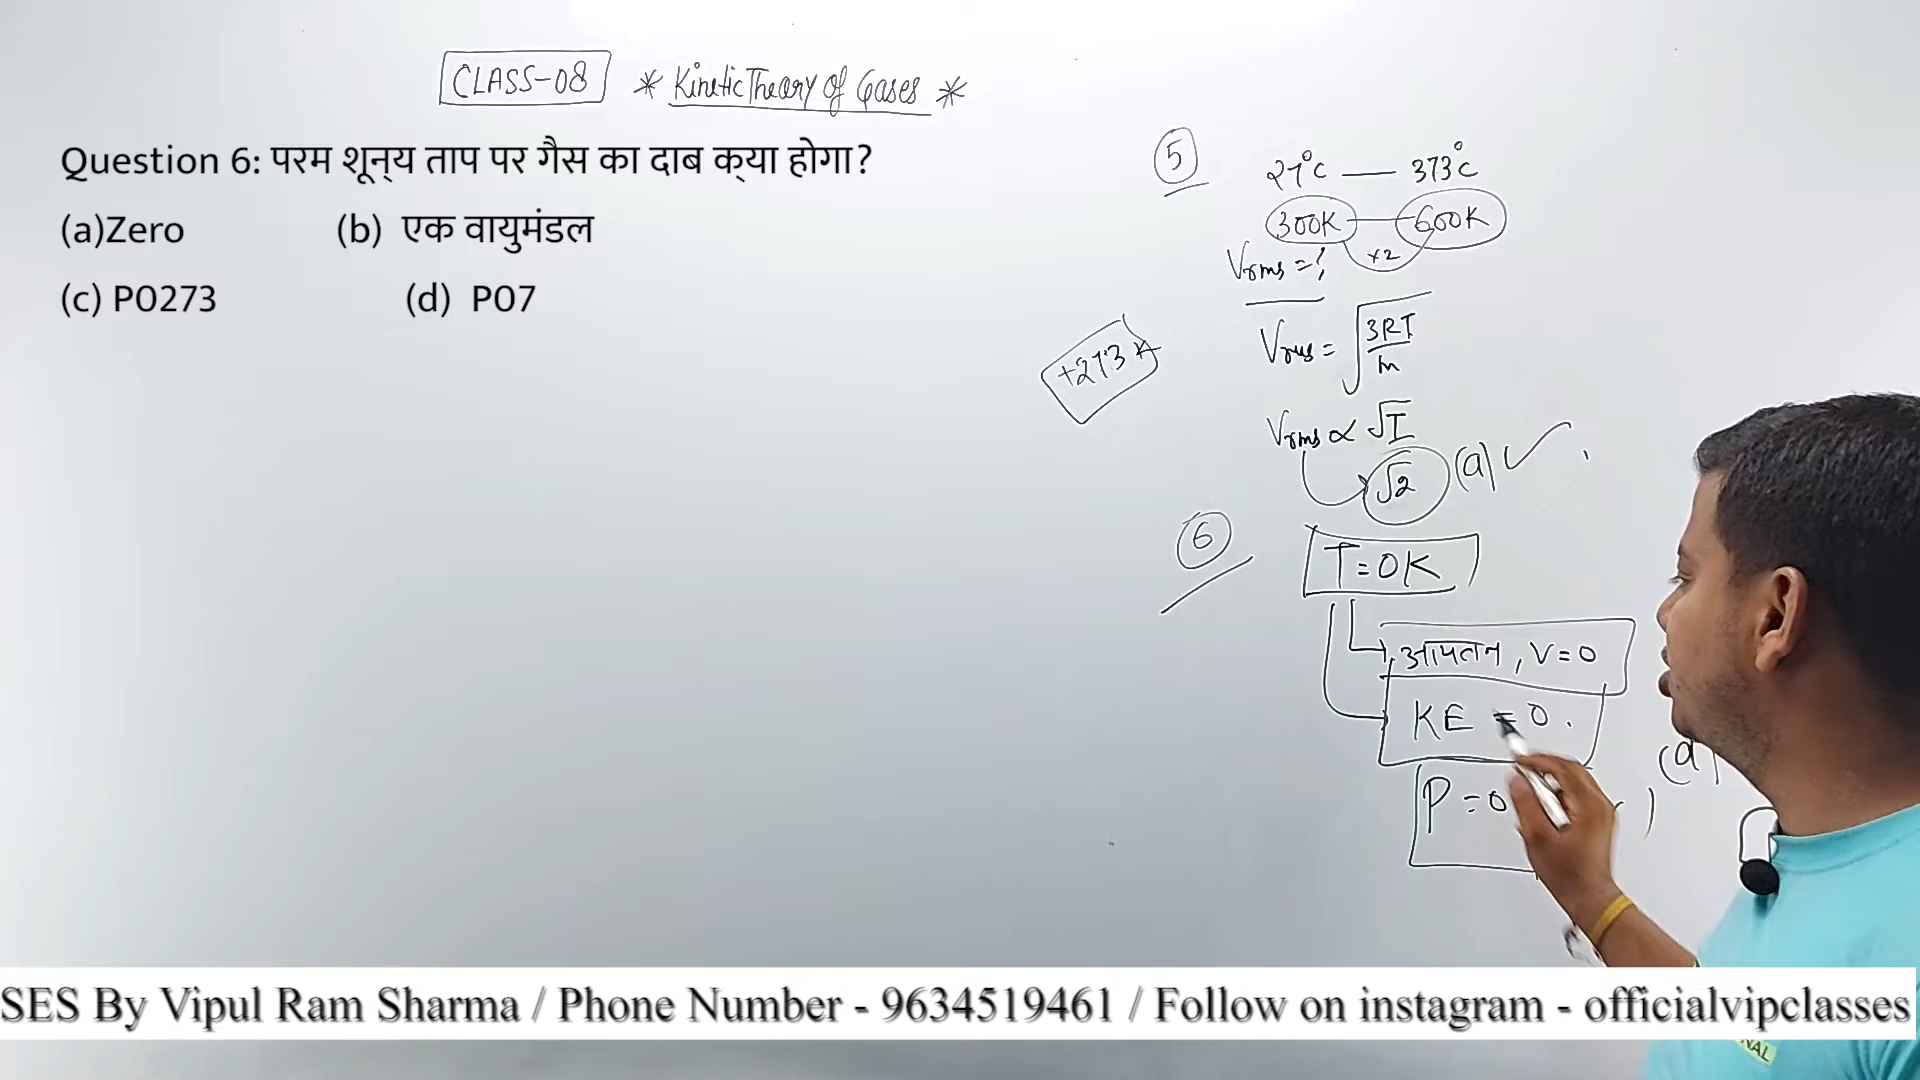 CLASS-08 * Kinetic Theory of Gases *
Question 6: परम शून्य ताप पर गैस का दाब क्या होगा?
(a)Zero (b) एक वायुमंडल
(c) P0273 (d) P07
5
27°C — 373°C
300K — 600K
×2
Vrms = ?
Vrms = √3RT/m
+273K
Vrms ∝ √T
√2 (a) ✓
6
T=0K
आयतन, V=0
KE = 0.
P = 0
(a)
SES By Vipul Ram Sharma / Phone Number - 9634519461 / Follow on instagram - officialvipclasses